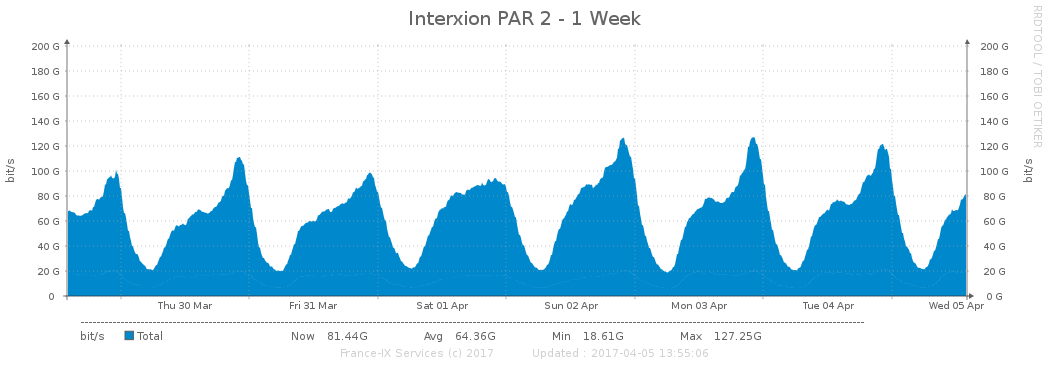 Interxion PAR 2 - 1 Week
RRDTOOL / TOBI OETIKER
bit/s
200 G 200 G
180 G 180 G
160 G 160 G
140 G 140 G
120 G 120 G
100 G 100 G
80 G 80 G
60 G 60 G
40 G 40 G
20 G 20 G
0 0 G
bit/s
Thu 30 Mar Fri 31 Mar Sat 01 Apr Sun 02 Apr Mon 03 Apr Tue 04 Apr Wed 05 Apr
bit/s Total Now 81.44G Avg 64.36G Min 18.61G Max 127.25G
France-IX Services (c) 2017 Updated : 2017-04-05 13:55:06